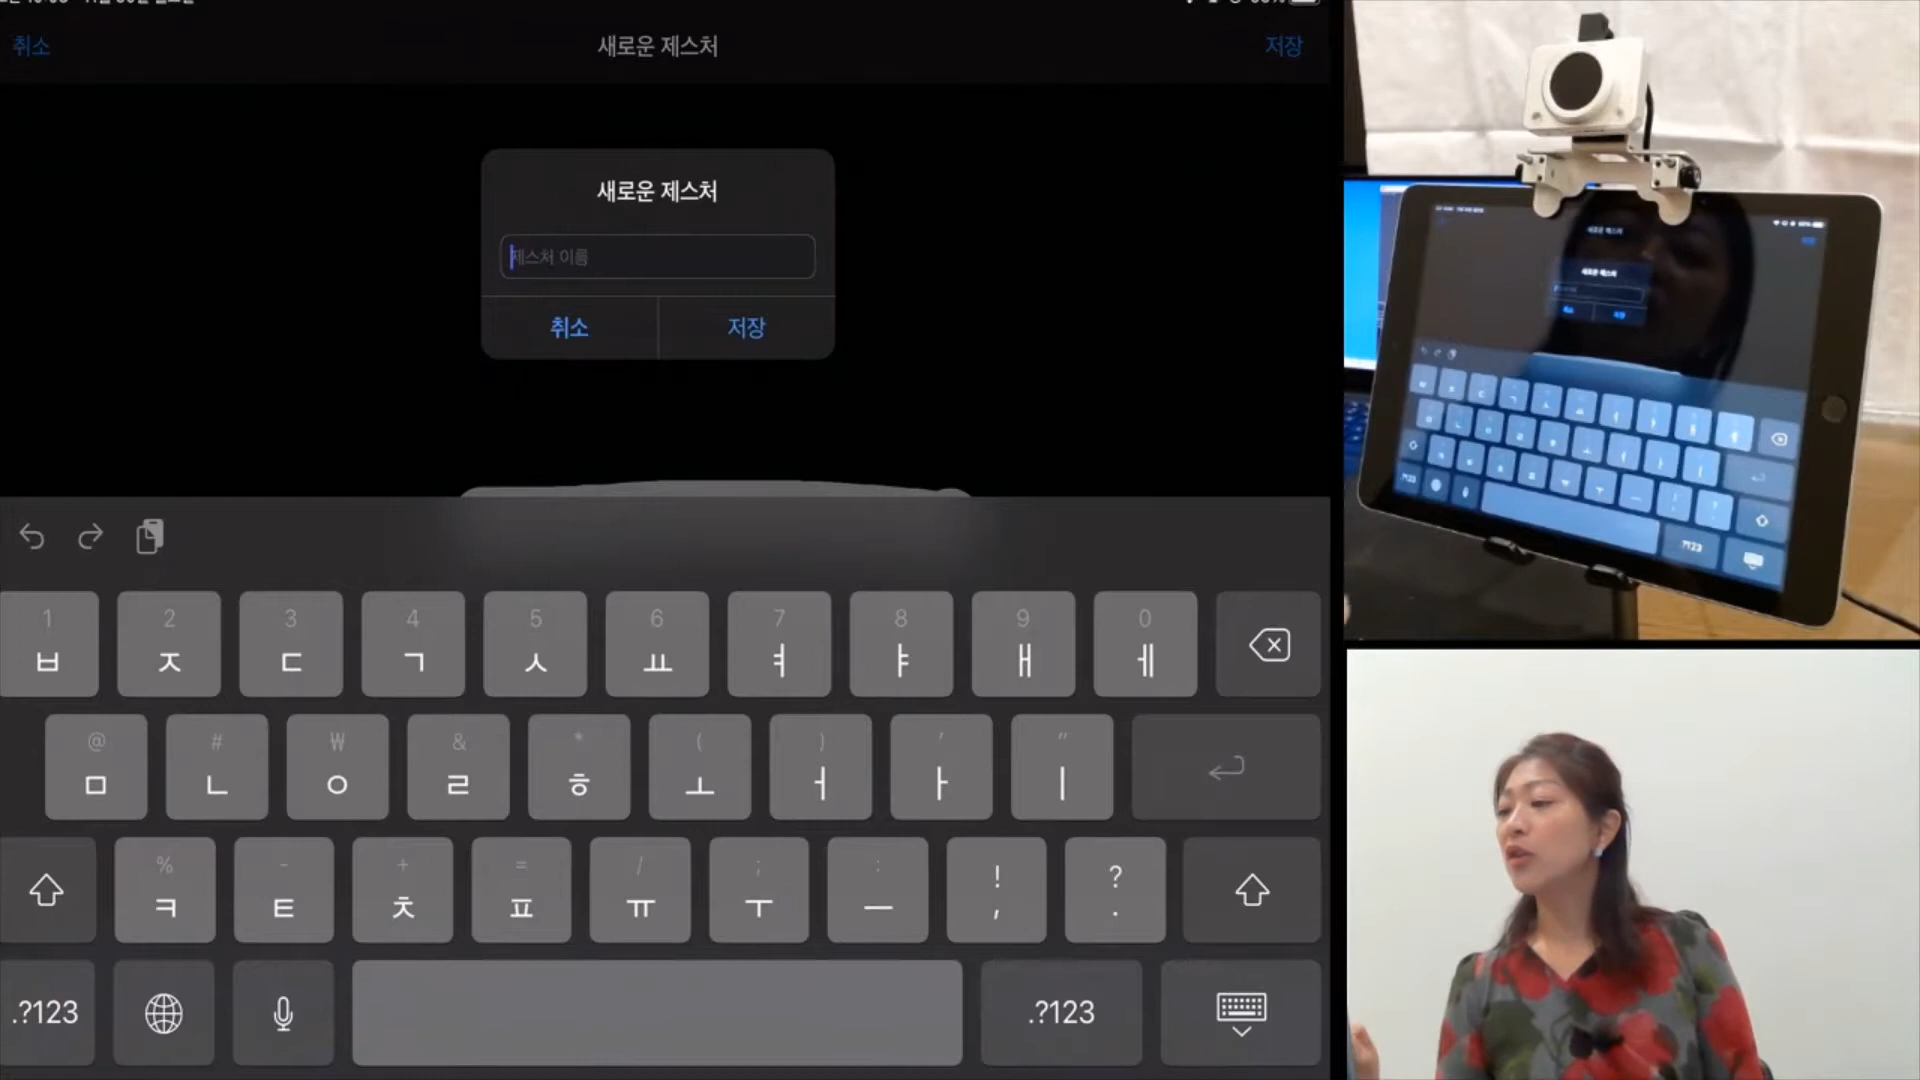 취소 새로운 제스처 저장
새로운 제스처
제스처 이름
취소 저장
1 2 3 4 5 6 7 8 9 0
ㅂ ㅈ ㄷ ㄱ ㅅ ㅛ ㅕ ㅑ ㅐ ㅔ
@ # ₩ & * ( ) ' "
ㅁ ㄴ ㅇ ㄹ ㅎ ㅗ ㅓ ㅏ ㅣ
% - + = / ; : ! ?
ㅋ ㅌ ㅊ ㅍ ㅠ ㅜ ㅡ , .
.?123 .?123